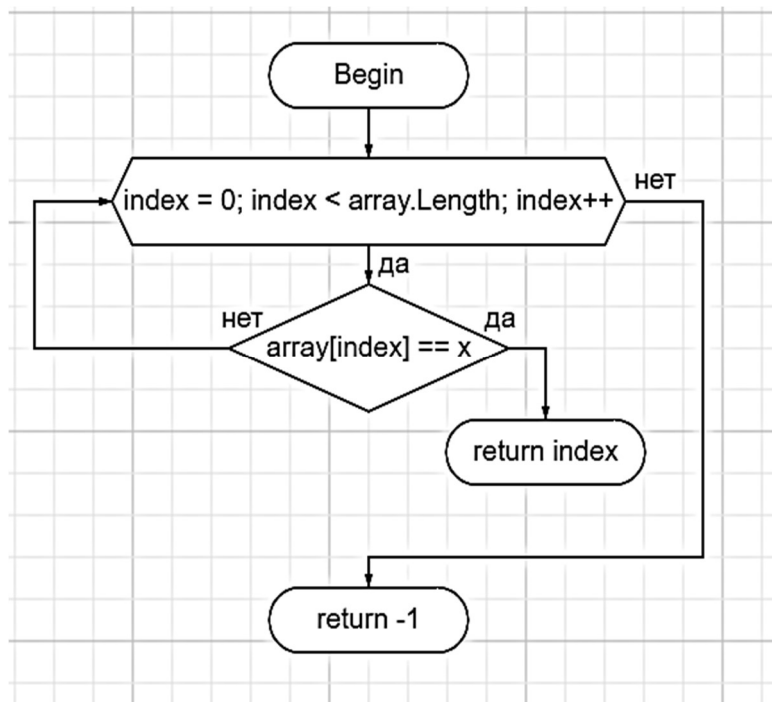 Begin
index = 0; index < array.Length; index++
нет
да
нет
да
array[index] == x
return index
return -1